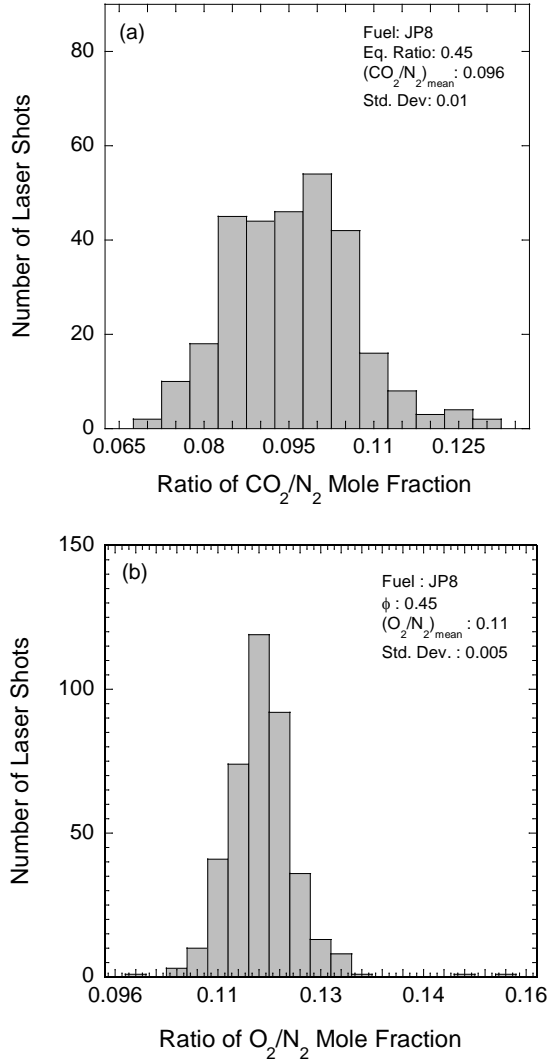 (a)
Fuel: JP8
Eq. Ratio: 0.45
(CO₂/N₂)mean: 0.096
Std. Dev: 0.01
Number of Laser Shots
80
60
40
20
0
0.065 0.08 0.095 0.11 0.125
Ratio of CO₂/N₂ Mole Fraction
(b)
Fuel : JP8
ϕ : 0.45
(O₂/N₂)mean : 0.11
Std. Dev. : 0.005
Number of Laser Shots
150
100
50
0
0.096 0.11 0.13 0.14 0.16
Ratio of O₂/N₂ Mole Fraction